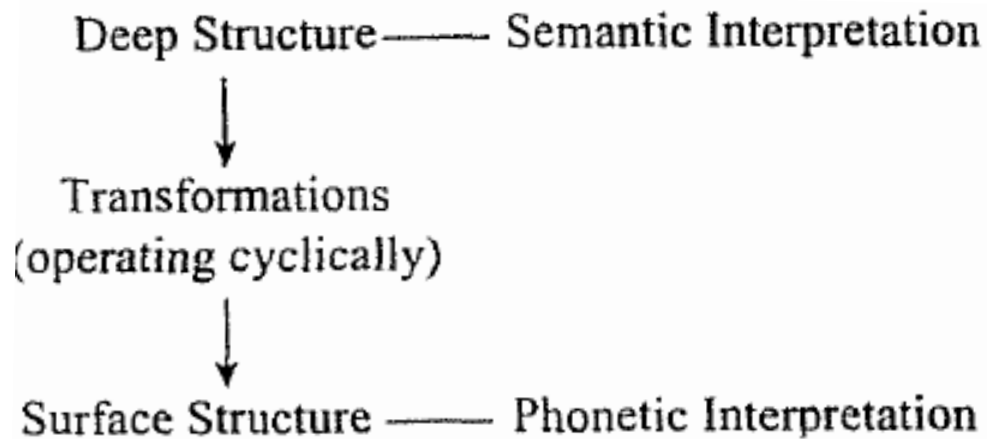 Deep Structure Semantic Interpretation
Transformations
(operating cyclically)
Surface Structure Phonetic Interpretation